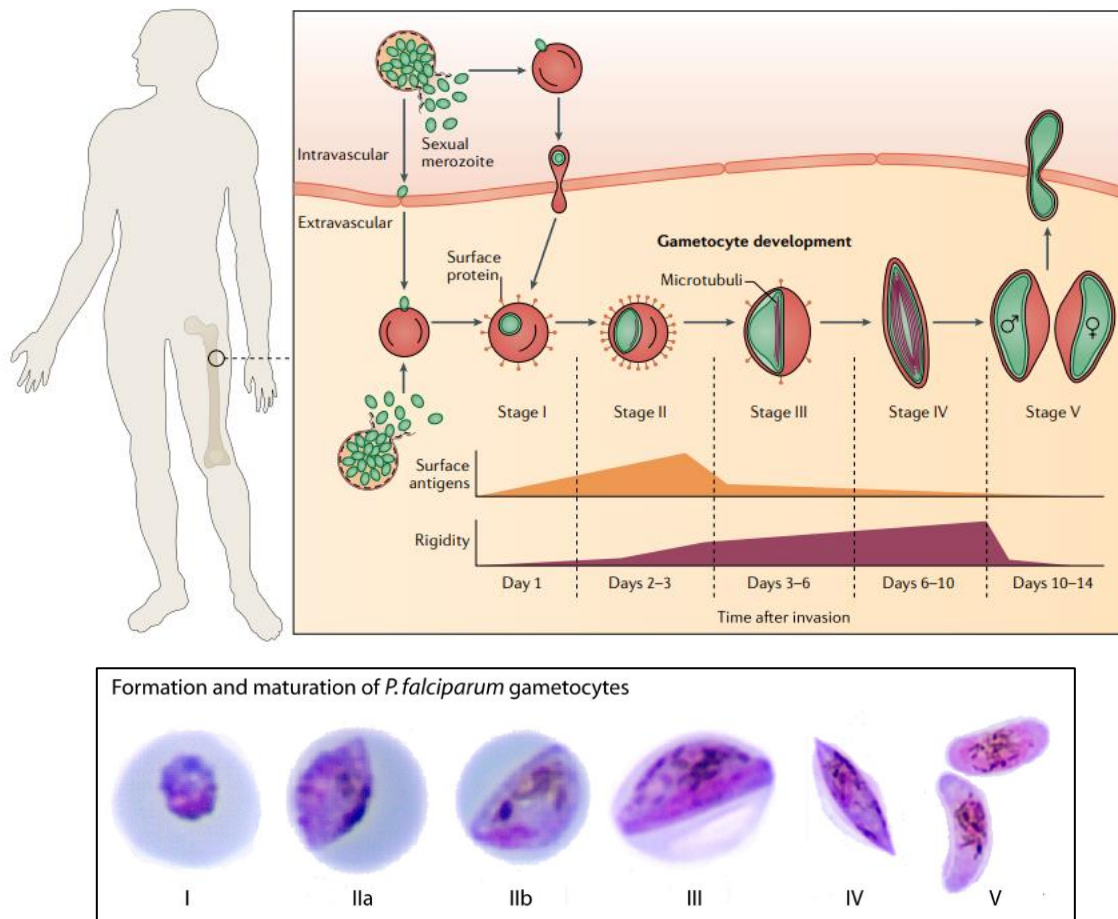 Intravascular
Sexual
merozoite
Extravascular
Gametocyte development
Surface
protein
Microtubuli
♂
♀
Stage I
Stage II
Stage III
Stage IV
Stage V
Surface
antigens
Rigidity
Day 1
Days 2–3
Days 3–6
Days 6–10
Days 10–14
Time after invasion
Formation and maturation of P. falciparum gametocytes
I
IIa
IIb
III
IV
V